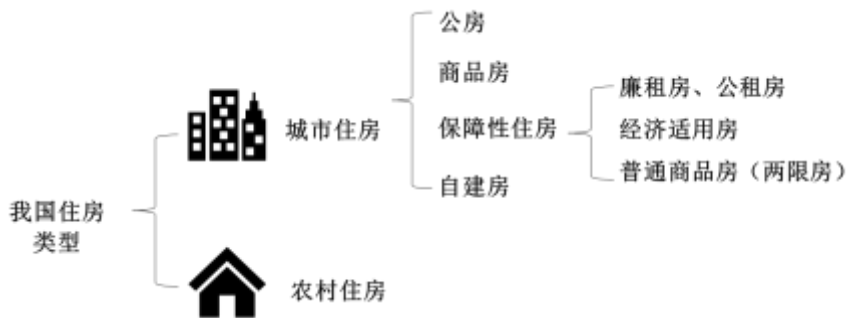 我国住房
类型
城市住房
公房
商品房
保障性住房
廉租房、公租房
经济适用房
普通商品房（两限房）
自建房
农村住房